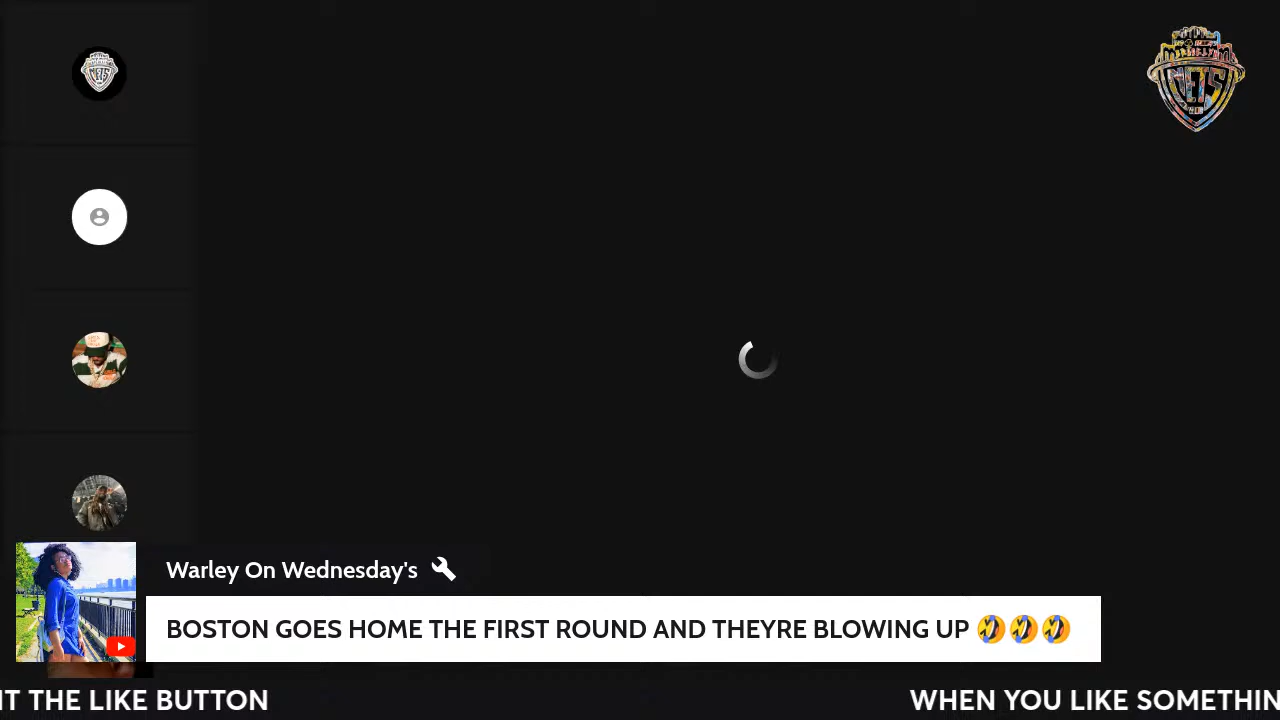 Warley On Wednesday's
BOSTON GOES HOME THE FIRST ROUND AND THEYRE BLOWING UP 🤣🤣🤣
IT THE LIKE BUTTON WHEN YOU LIKE SOMETHIN